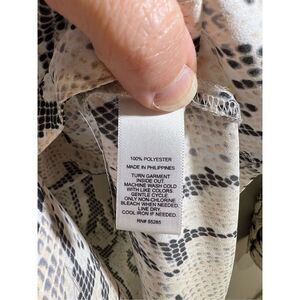 100% POLYESTER
MADE IN PHILIPPINES
TURN GARMENT
INSIDE OUT
MACHINE WASH COLD
WITH LIKE COLORS
GENTLE CYCLE
ONLY NON-CHLORINE
BLEACH WHEN NEEDED.
LINE DRY.
COOL IRON IF NEEDED.
RN# 85285